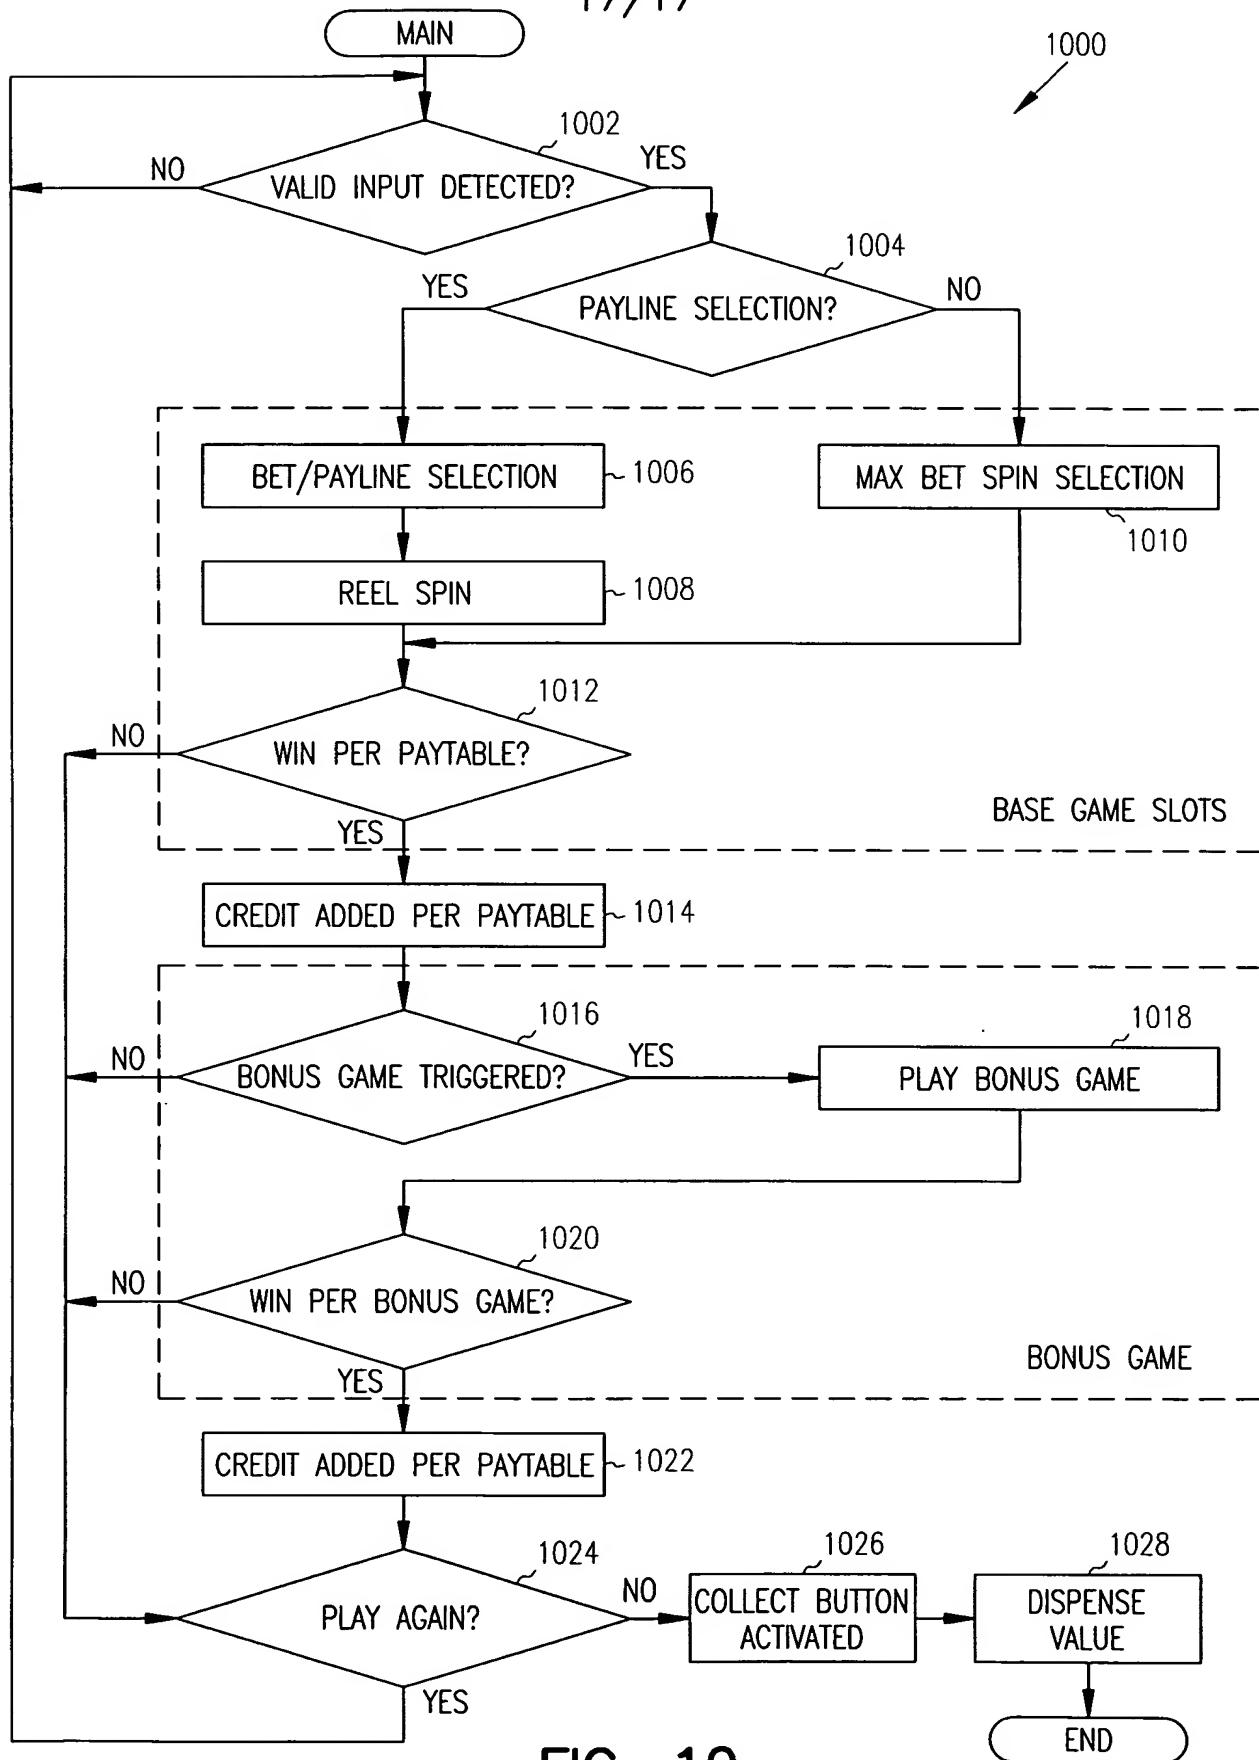 17/17
MAIN
1000
1002
NO
YES
VALID INPUT DETECTED?
1004
YES
NO
PAYLINE SELECTION?
BET/PAYLINE SELECTION
1006
MAX BET SPIN SELECTION
1010
REEL SPIN
1008
1012
NO
WIN PER PAYTABLE?
YES
BASE GAME SLOTS
CREDIT ADDED PER PAYTABLE
1014
1016
1018
NO
BONUS GAME TRIGGERED?
YES
PLAY BONUS GAME
1020
NO
WIN PER BONUS GAME?
YES
BONUS GAME
CREDIT ADDED PER PAYTABLE
1022
1024
1026
1028
PLAY AGAIN?
NO
COLLECT BUTTON
ACTIVATED
DISPENSE
VALUE
YES
END